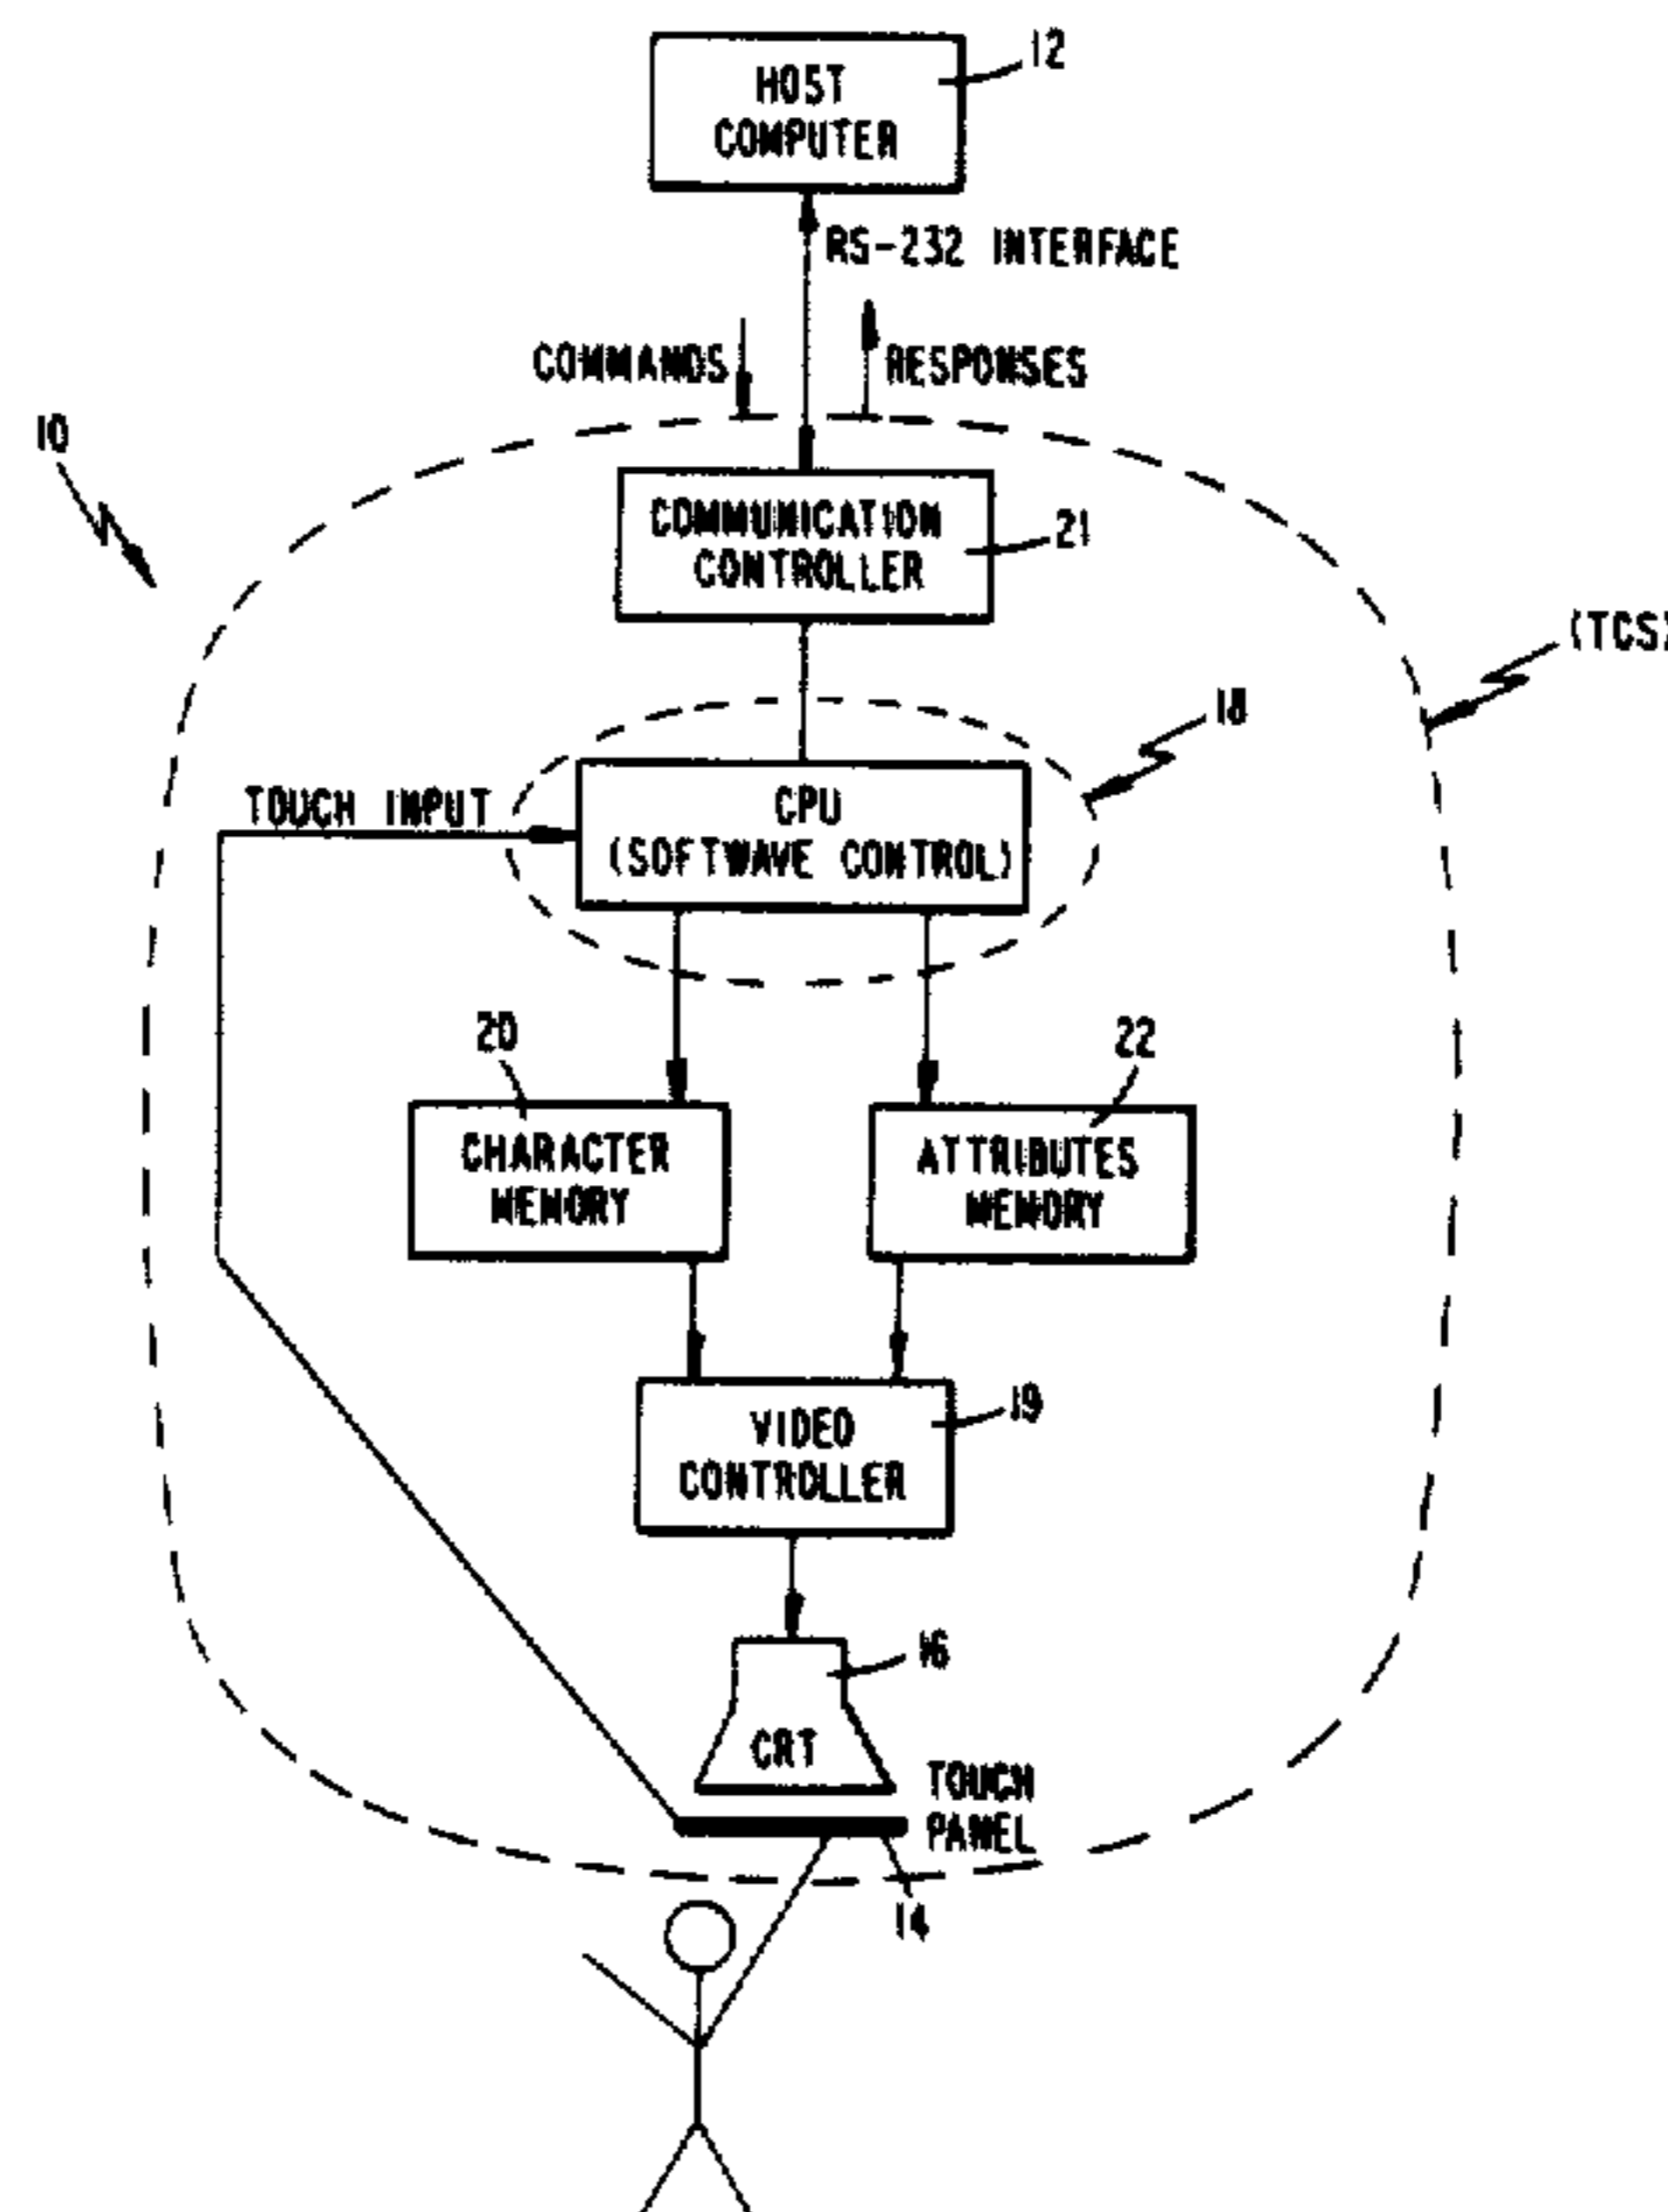 12
HOST
COMPUTER
RS-232 INTERFACE
COMMANDS
RESPONSES
10
COMMUNICATION
CONTROLLER
21
(TCS)
18
TOUCH INPUT
CPU
(SOFTWAVE CONTROL)
20
22
CHARACTER
MEMORY
ATTRIBUTES
MEMORY
19
VIDEO
CONTROLLER
16
CRT
TOUCH
PANEL
14